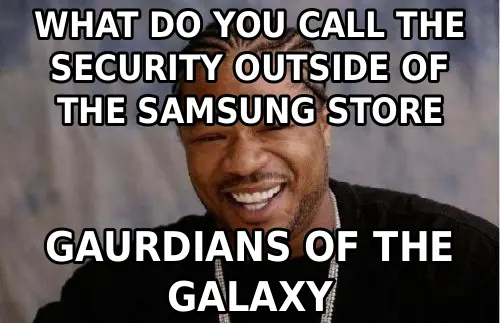 WHAT DO YOU CALL THE
SECURITY OUTSIDE OF
THE SAMSUNG STORE
GAURDIANS OF THE
GALAXY